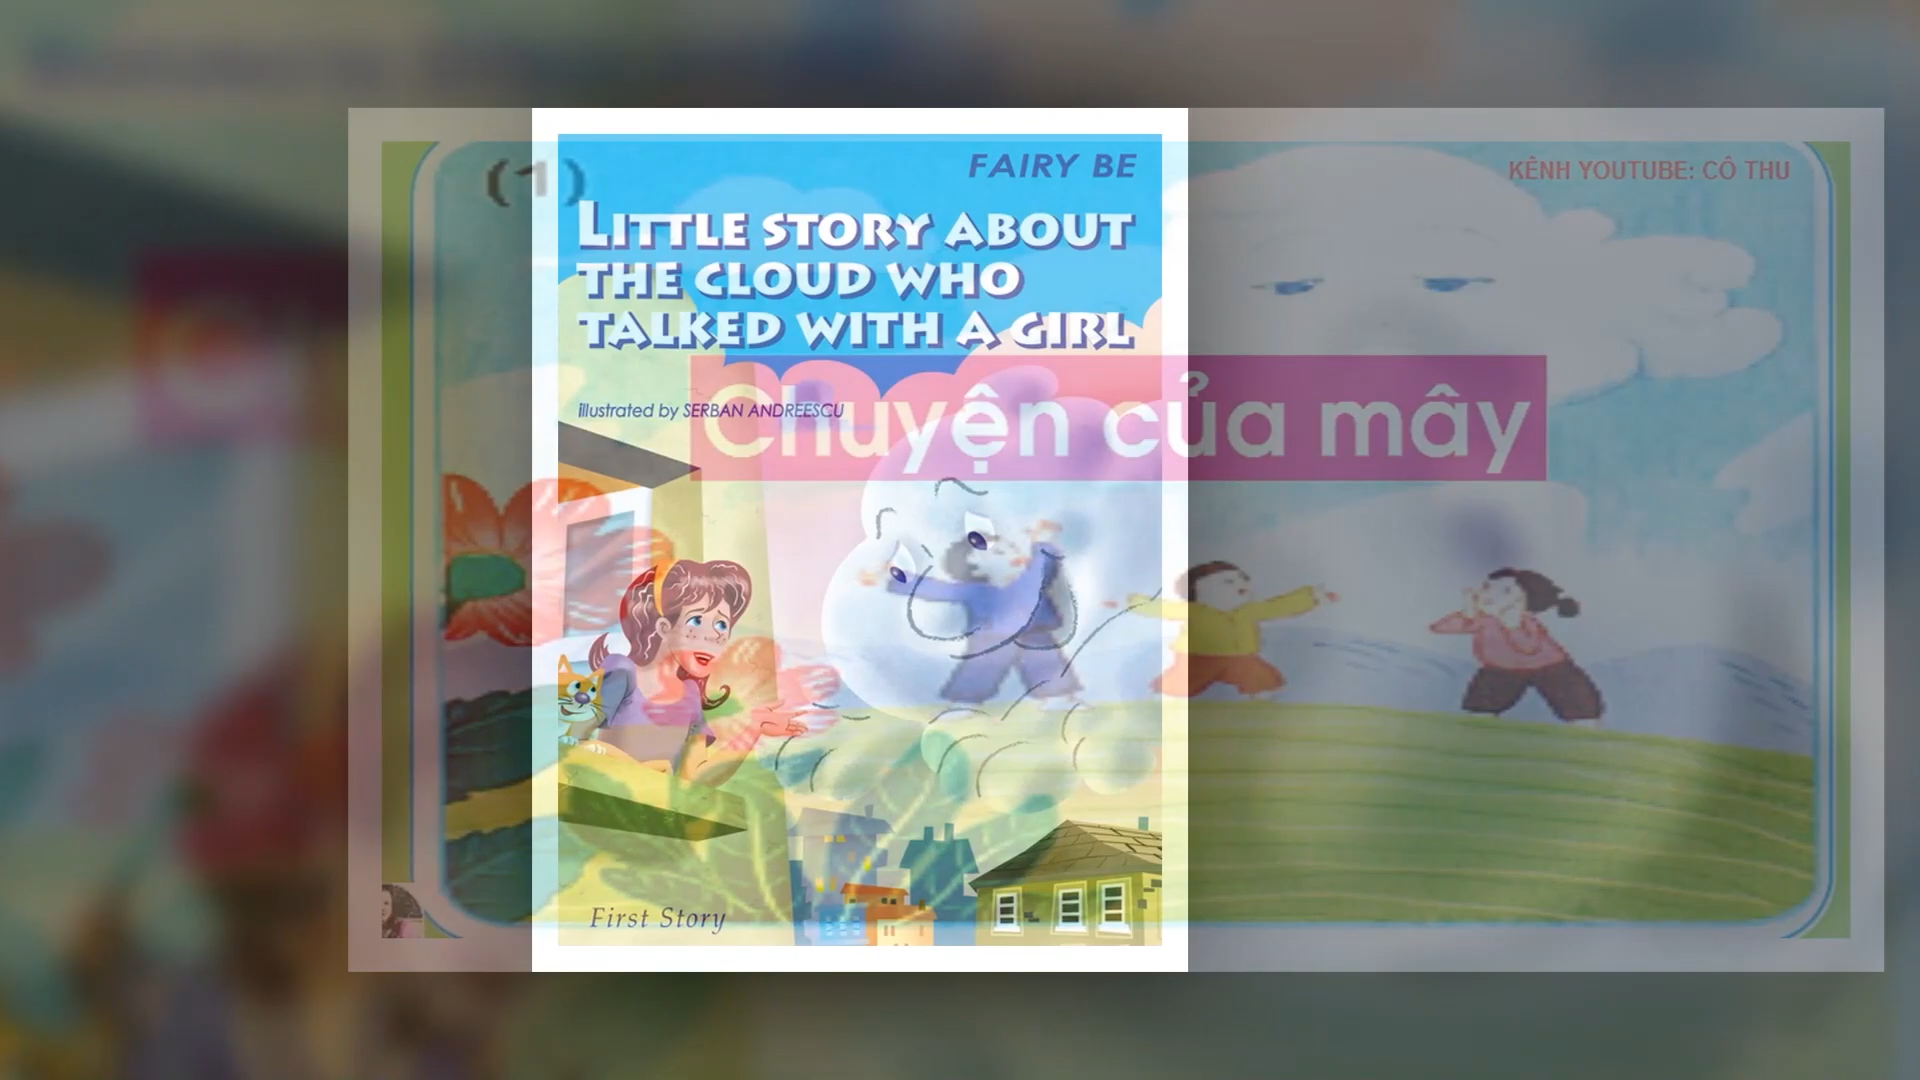 (1)
FAIRY BE
KÊNH YOUTUBE: CÔ THU
LITTLE STORY ABOUT
THE CLOUD WHO
TALKED WITH A GIRL
Chuyện của mây
illustrated by SERBAN ANDREESCU
First Story